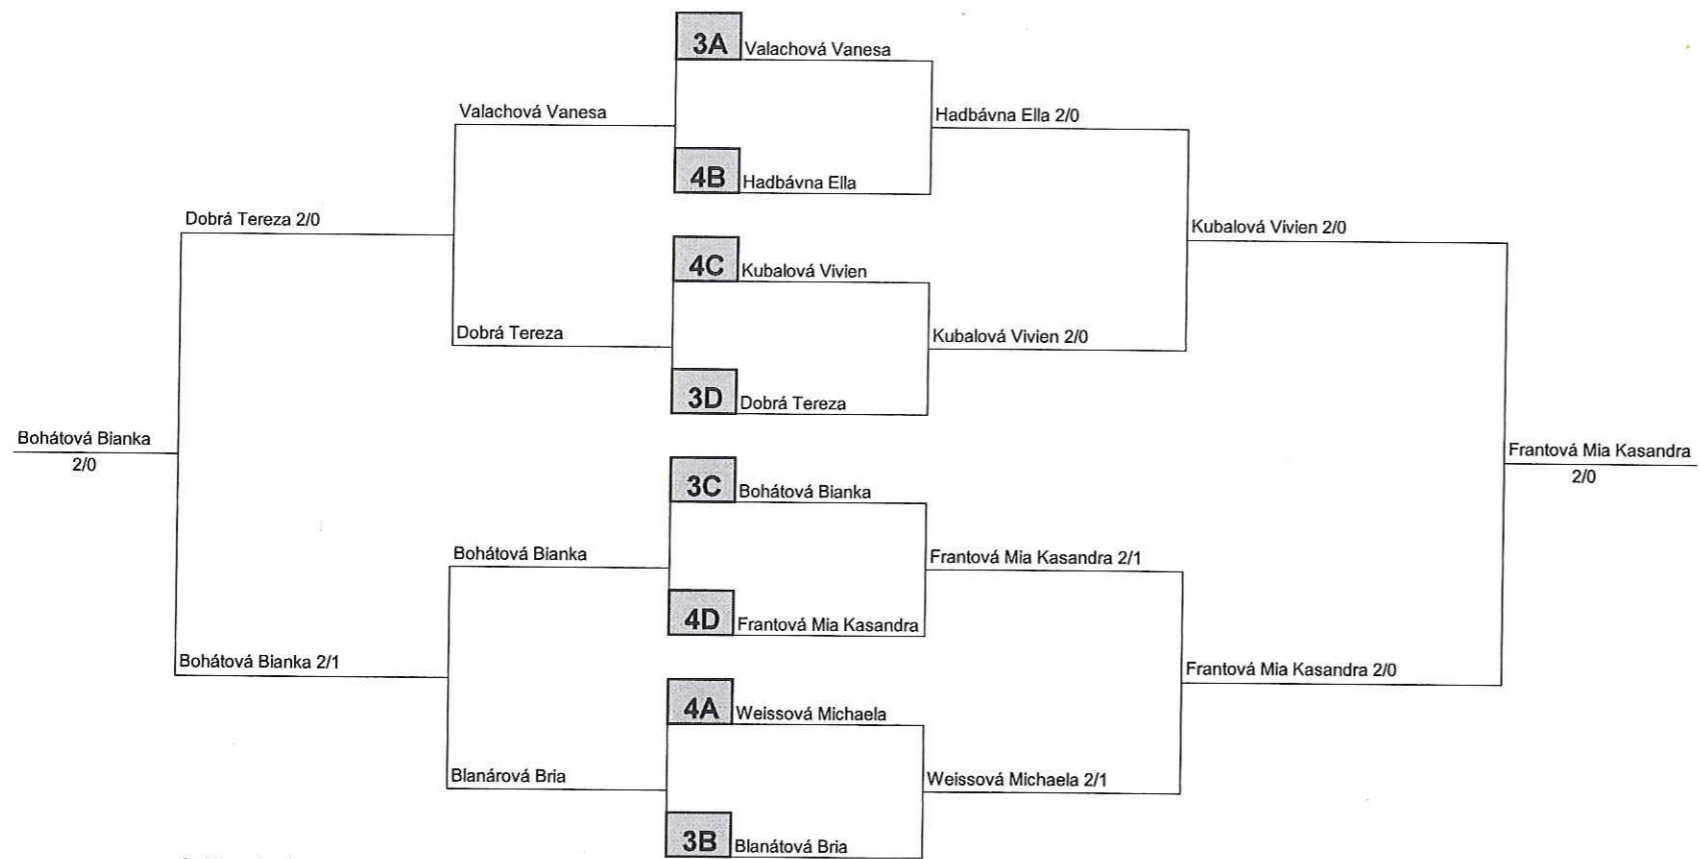 3A Valachová Vanesa
Valachová Vanesa
Hadbávna Ella 2/0
4B Hadbávna Ella
Dobrá Tereza 2/0
Kubalová Vivien 2/0
4C Kubalová Vivien
Dobrá Tereza
Kubalová Vivien 2/0
3D Dobrá Tereza
Bohátová Bianka
2/0
Frantová Mia Kasandra
2/0
3C Bohátová Bianka
Bohátová Bianka
Frantová Mia Kasandra 2/1
4D Frantová Mia Kasandra
Bohátová Bianka 2/1
Frantová Mia Kasandra 2/0
4A Weissová Michaela
Blanárová Bria
Weissová Michaela 2/1
3B Blanátová Bria